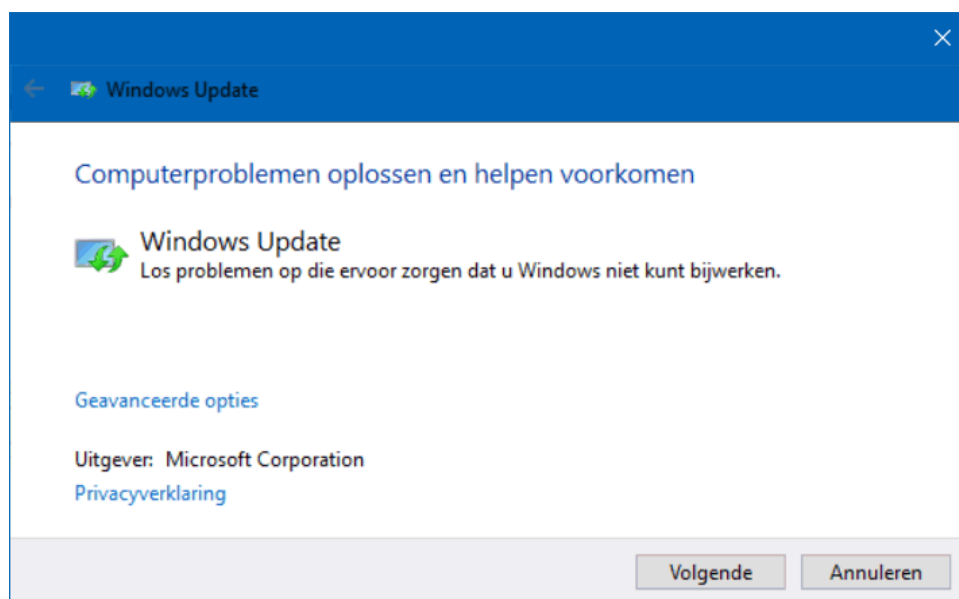 Windows Update
Computerproblemen oplossen en helpen voorkomen
Windows Update
Los problemen op die ervoor zorgen dat u Windows niet kunt bijwerken.
Geavanceerde opties
Uitgever: Microsoft Corporation
Privacyverklaring
Volgende Annuleren